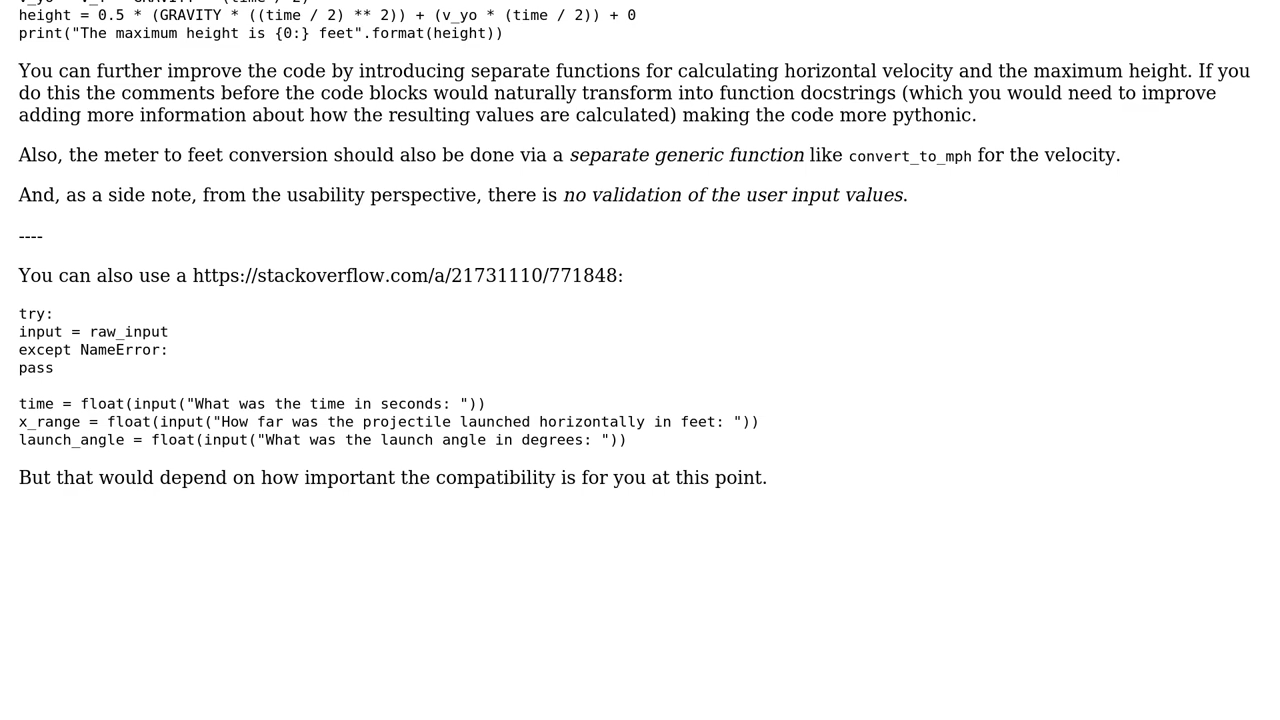 height = 0.5 * (GRAVITY * ((time / 2) ** 2)) + (v_yo * (time / 2)) + 0
print("The maximum height is {0:} feet".format(height))
You can further improve the code by introducing separate functions for calculating horizontal velocity and the maximum height. If you
do this the comments before the code blocks would naturally transform into function docstrings (which you would need to improve
adding more information about how the resulting values are calculated) making the code more pythonic.
Also, the meter to feet conversion should also be done via a separate generic function like convert_to_mph for the velocity.
And, as a side note, from the usability perspective, there is no validation of the user input values.
----
You can also use a https://stackoverflow.com/a/21731110/771848:
try:
input = raw_input
except NameError:
pass
time = float(input("What was the time in seconds: "))
x_range = float(input("How far was the projectile launched horizontally in feet: "))
launch_angle = float(input("What was the launch angle in degrees: "))
But that would depend on how important the compatibility is for you at this point.